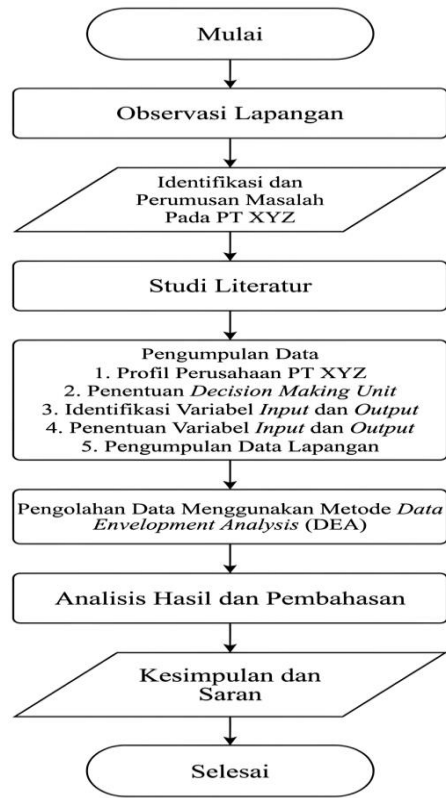 Mulai
Observasi Lapangan
Identifikasi dan
Perumusan Masalah
Pada PT XYZ
Studi Literatur
Pengumpulan Data
1. Profil Perusahaan PT XYZ
2. Penentuan Decision Making Unit
3. Identifikasi Variabel Input dan Output
4. Penentuan Variabel Input dan Output
5. Pengumpulan Data Lapangan
Pengolahan Data Menggunakan Metode Data
Envelopment Analysis (DEA)
Analisis Hasil dan Pembahasan
Kesimpulan dan
Saran
Selesai